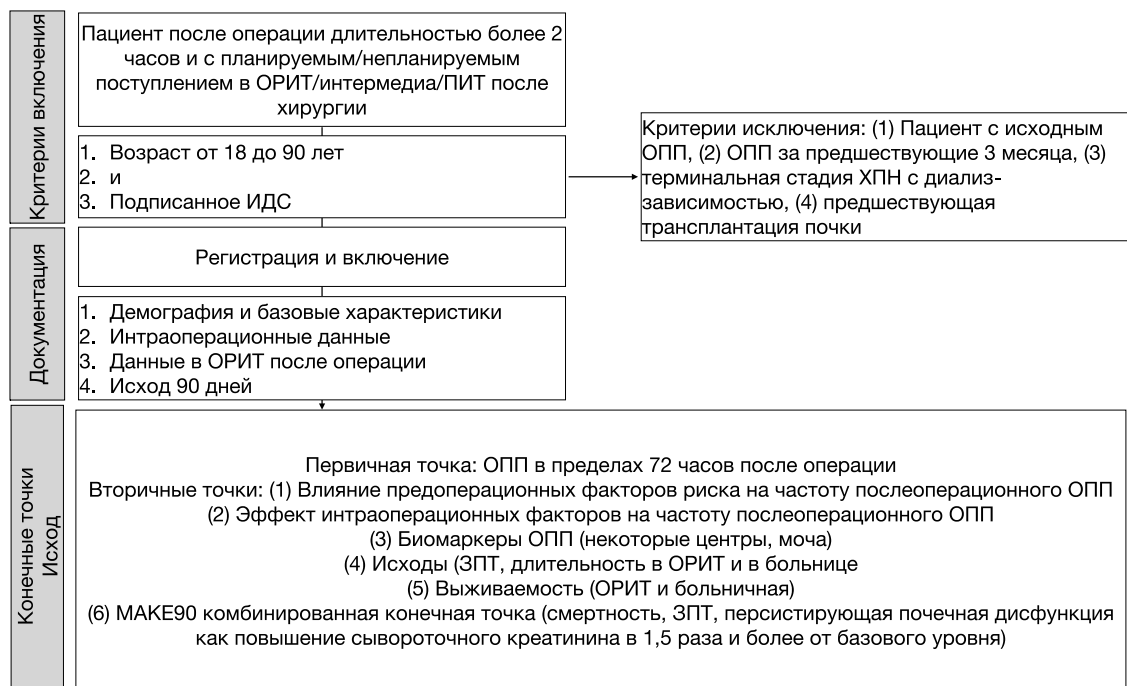 Критерии включения
Пациент после операции длительностью более 2
часов и с планируемым/непланируемым
поступлением в ОРИТ/интермедиа/ПИТ после
хирургии
1. Возраст от 18 до 90 лет
2. и
3. Подписанное ИДС
Критерии исключения: (1) Пациент с исходным
ОПП, (2) ОПП за предшествующие 3 месяца, (3)
терминальная стадия ХПН с диализ-
зависимостью, (4) предшествующая
трансплантация почки
Документация
Регистрация и включение
1. Демография и базовые характеристики
2. Интраоперационные данные
3. Данные в ОРИТ после операции
4. Исход 90 дней
Конечные точки
Исход
Первичная точка: ОПП в пределах 72 часов после операции
Вторичные точки: (1) Влияние предоперационных факторов риска на частоту послеоперационного ОПП
(2) Эффект интраоперационных факторов на частоту послеоперационного ОПП
(3) Биомаркеры ОПП (некоторые центры, моча)
(4) Исходы (ЗПТ, длительность в ОРИТ и в больнице
(5) Выживаемость (ОРИТ и больничная)
(6) MAKE90 комбинированная конечная точка (смертность, ЗПТ, персистирующая почечная дисфункция
как повышение сывороточного креатинина в 1,5 раза и более от базового уровня)